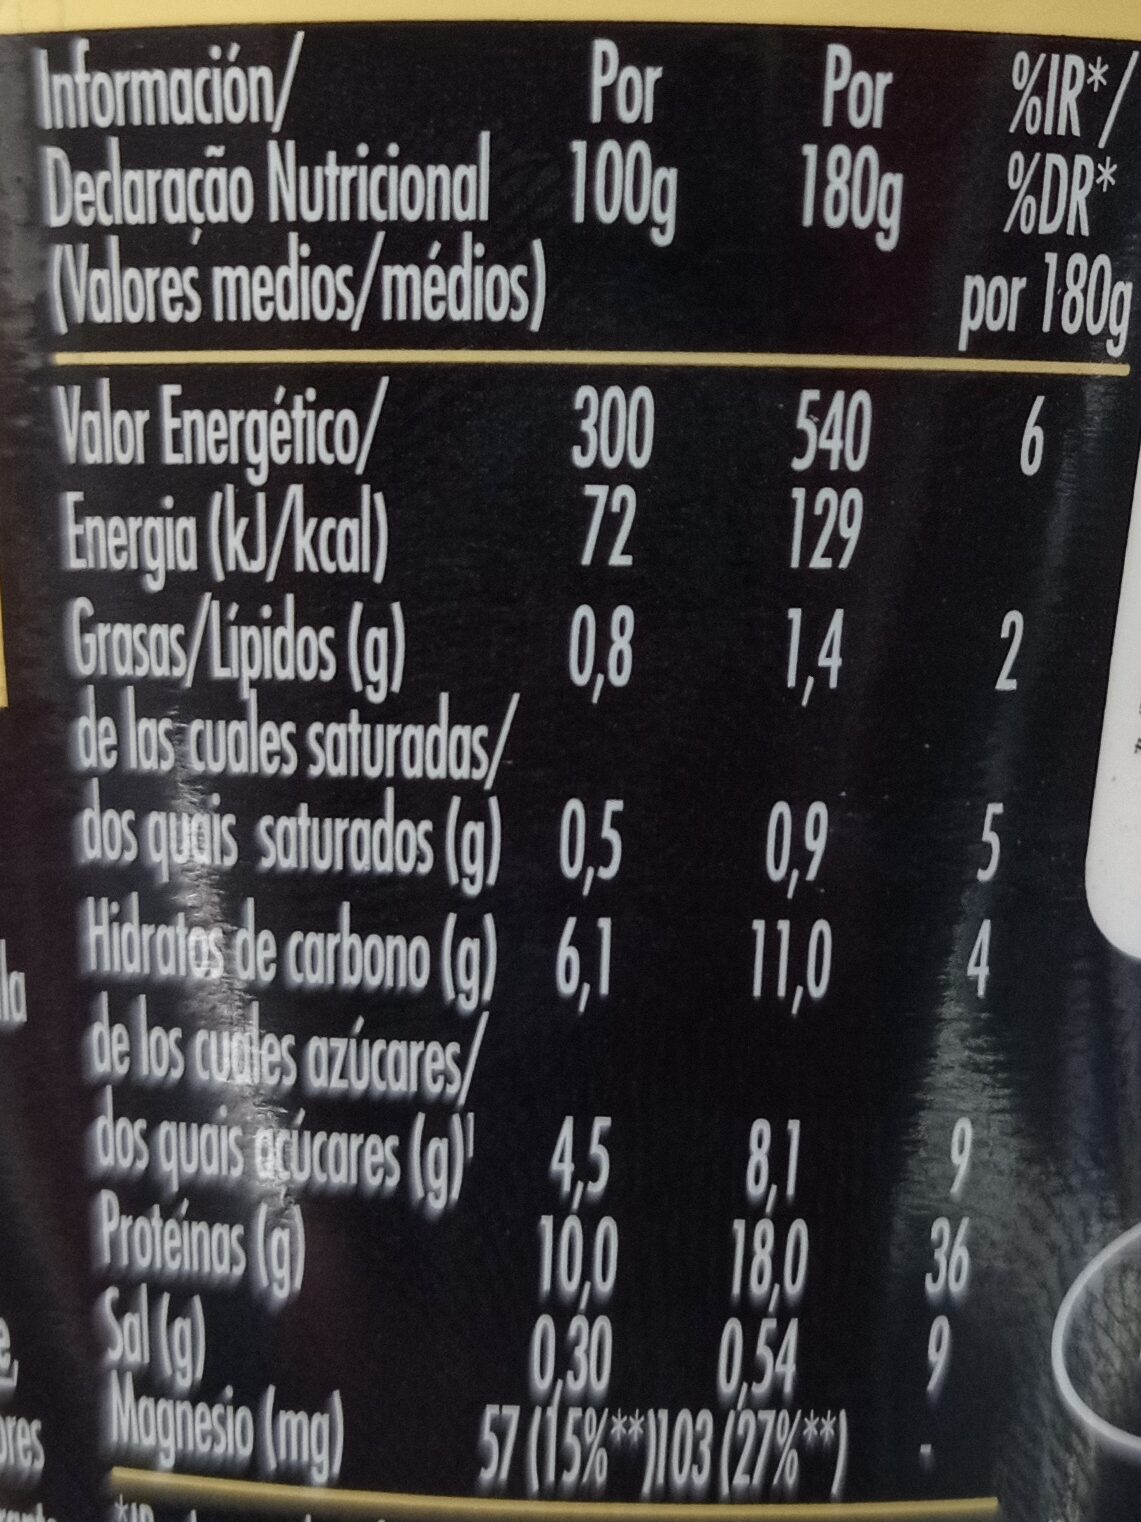 Información/ Por Por %IR*/
Declaração Nutricional 100g 180g %DR*
(Valores medios/médios) por 180g
Valor Energético/ 300 540 6
Energia (kJ/kcal) 72 129
Grasas/Lípidos (g) 0,8 1,4 2
de las cuales saturadas/
dos quais saturados (g) 0,5 0,9 5
Hidratos de carbono (g) 6,1 11,0 4
de los cuales azúcares/
dos quais açúcares (g)¹ 4,5 8,1 9
Proteínas (g) 10,0 18,0 36
Sal (g) 0,30 0,54 9
Magnesio (mg) 57 (15%**) 103 (27%**) -